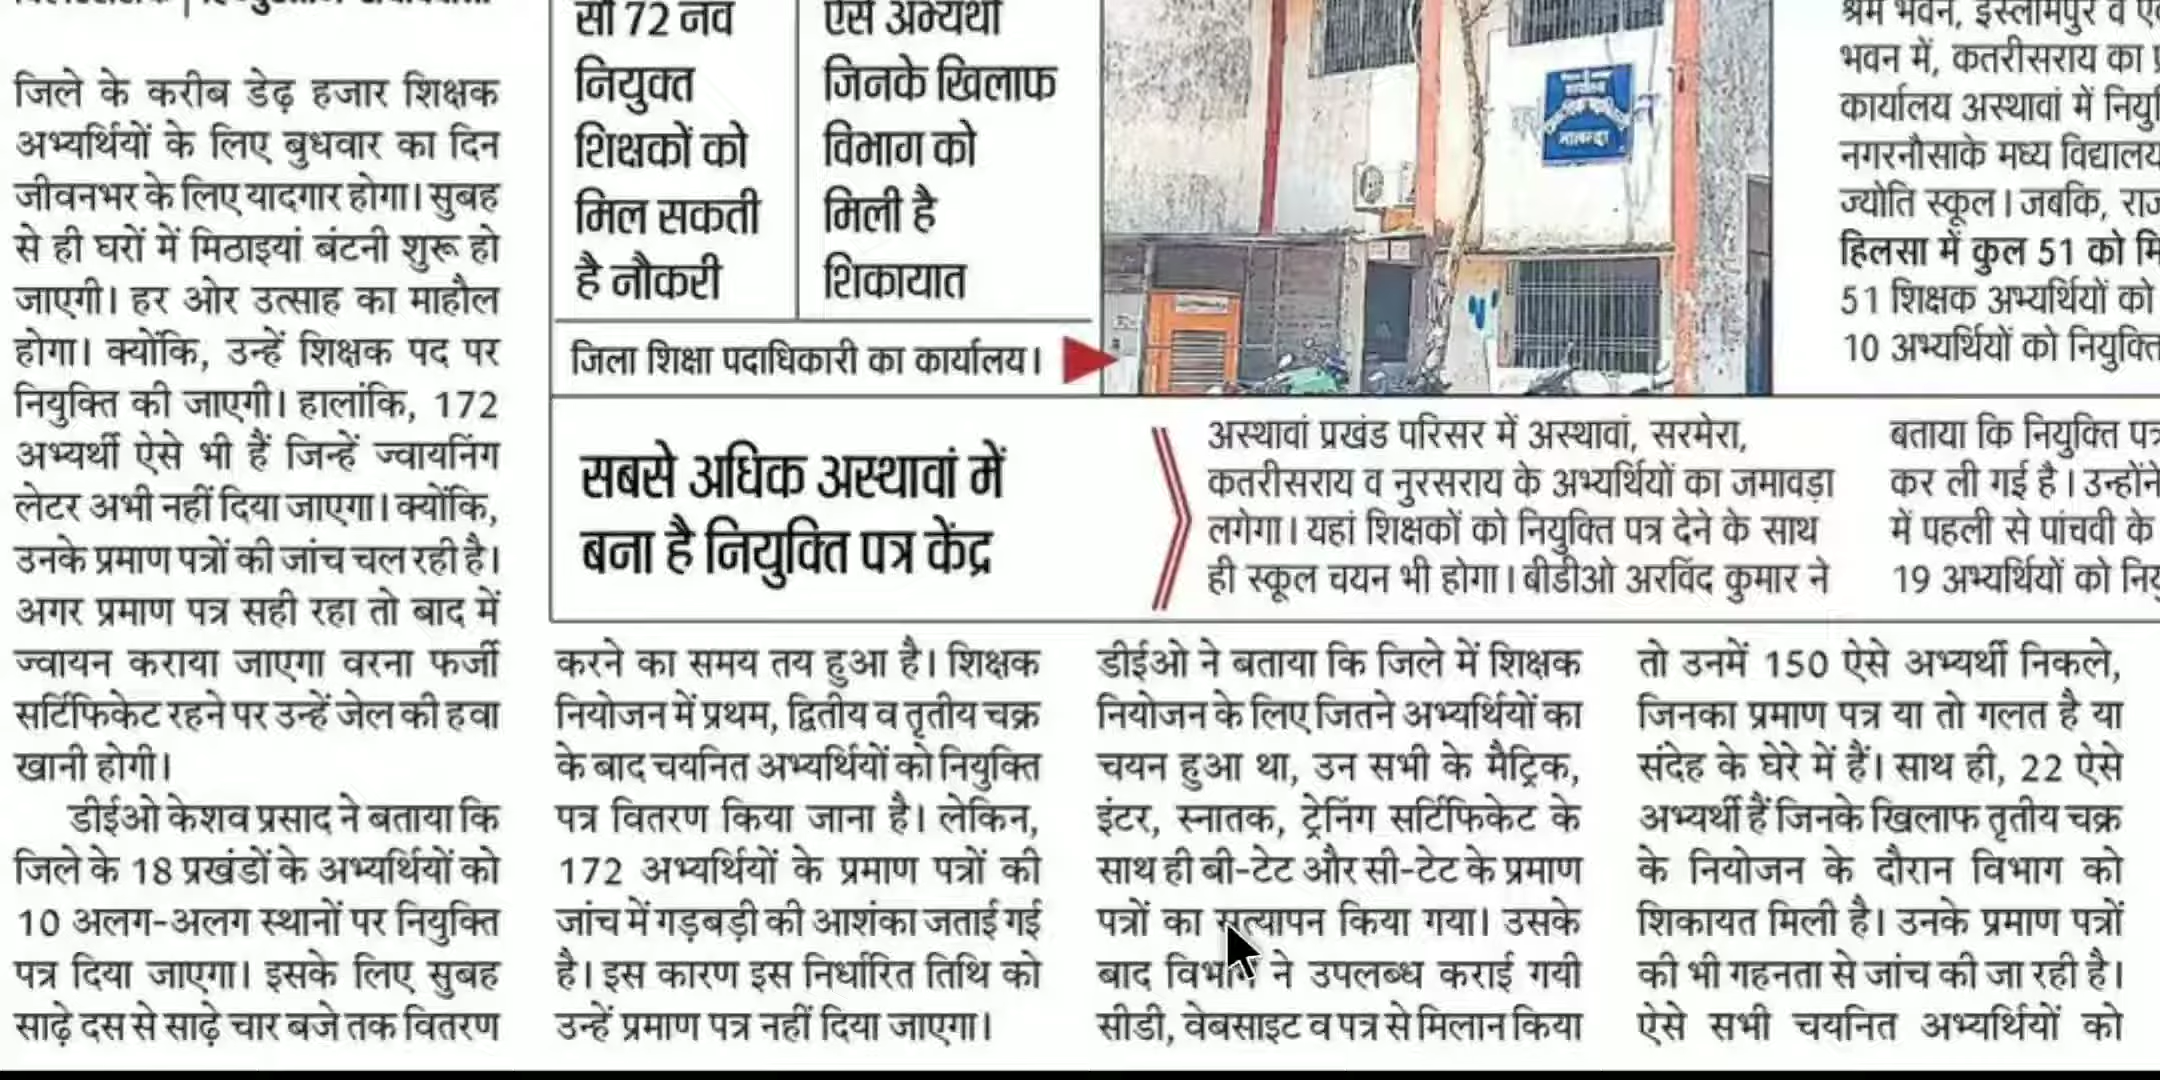 जिले के करीब डेढ़ हजार शिक्षक
अभ्यर्थियों के लिए बुधवार का दिन
जीवनभर के लिए यादगार होगा। सुबह
से ही घरों में मिठाइयां बंटनी शुरू हो
जाएगी। हर ओर उत्साह का माहौल
होगा। क्योंकि, उन्हें शिक्षक पद पर
नियुक्ति की जाएगी। हालांकि, 172
अभ्यर्थी ऐसे भी हैं जिन्हें ज्वायनिंग
लेटर अभी नहीं दिया जाएगा। क्योंकि,
उनके प्रमाण पत्रों की जांच चल रही है।
अगर प्रमाण पत्र सही रहा तो बाद में
ज्वायन कराया जाएगा वरना फर्जी
सर्टिफिकेट रहने पर उन्हें जेल की हवा
खानी होगी।
डीईओ केशव प्रसाद ने बताया कि
जिले के 18 प्रखंडों के अभ्यर्थियों को
10 अलग-अलग स्थानों पर नियुक्ति
पत्र दिया जाएगा। इसके लिए सुबह
साढ़े दस से साढ़े चार बजे तक वितरण
सौ 72 नव
नियुक्त
शिक्षकों को
मिल सकती
है नौकरी
ऐसे अभ्यर्थी
जिनके खिलाफ
विभाग को
मिली है
शिकायत
जिला शिक्षा पदाधिकारी का कार्यालय।
नालन्दा
श्रम भवन, इस्लामपुर व
भवन में, कतरीसराय का
कार्यालय अस्थावां में
नगरनौसाके मध्य विद्यालय
ज्योति स्कूल। जबकि,
हिलसा में कुल 51 को
51 शिक्षक अभ्यर्थियों को
10 अभ्यर्थियों को नियुक्ति
सबसे अधिक अस्थावां में
बना है नियुक्ति पत्र केंद्र
अस्थावां प्रखंड परिसर में अस्थावां, सरमेरा,
कतरीसराय व नुरसराय के अभ्यर्थियों का जमावड़ा
लगेगा। यहां शिक्षकों को नियुक्ति पत्र देने के साथ
ही स्कूल चयन भी होगा। बीडीओ अरविंद कुमार ने
बताया कि नियुक्ति पत्र
कर ली गई है। उन्होंने
में पहली से पांचवी के
19 अभ्यर्थियों को
करने का समय तय हुआ है। शिक्षक
नियोजन में प्रथम, द्वितीय व तृतीय चक्र
के बाद चयनित अभ्यर्थियों को नियुक्ति
पत्र वितरण किया जाना है। लेकिन,
172 अभ्यर्थियों के प्रमाण पत्रों की
जांच में गड़बड़ी की आशंका जताई गई
है। इस कारण इस निर्धारित तिथि को
उन्हें प्रमाण पत्र नहीं दिया जाएगा।
डीईओ ने बताया कि जिले में शिक्षक
नियोजन के लिए जितने अभ्यर्थियों का
चयन हुआ था, उन सभी के मैट्रिक,
इंटर, स्नातक, ट्रेनिंग सर्टिफिकेट के
साथ ही बी-टेट और सी-टेट के प्रमाण
पत्रों का सत्यापन किया गया। उसके
बाद विभाग ने उपलब्ध कराई गयी
सीडी, वेबसाइट व पत्र से मिलान किया
तो उनमें 150 ऐसे अभ्यर्थी निकले,
जिनका प्रमाण पत्र या तो गलत है या
संदेह के घेरे में हैं। साथ ही, 22 ऐसे
अभ्यर्थी हैं जिनके खिलाफ तृतीय चक्र
के नियोजन के दौरान विभाग को
शिकायत मिली है। उनके प्रमाण पत्रों
की भी गहनता से जांच की जा रही है।
ऐसे सभी चयनित अभ्यर्थियों को